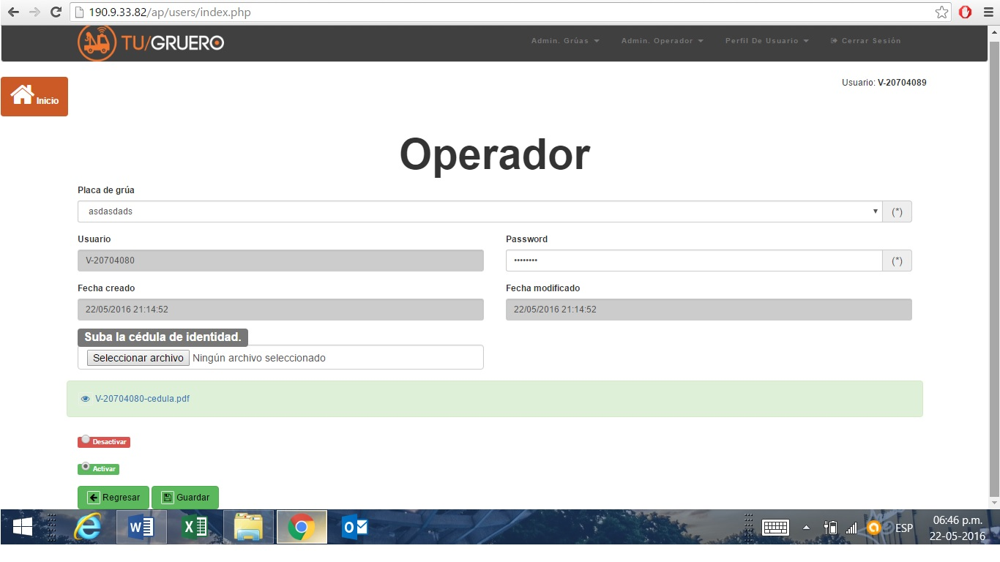 190.9.33.82/ap/users/index.php
TU/GRUERO
Admin. Grúas Admin. Operador Perfil De Usuario Cerrar Sesión
Inicio
Usuario: V-20704089
Operador
Placa de grúa
asdasdads (*)
Usuario Password
V-20704080 •••••••• (*)
Fecha creado Fecha modificado
22/05/2016 21:14:52 22/05/2016 21:14:52
Suba la cédula de identidad.
Seleccionar archivo Ningún archivo seleccionado
V-20704080-cedula.pdf
Desactivar
Activar
Regresar Guardar
ESP
06:46 p.m.
22-05-2016